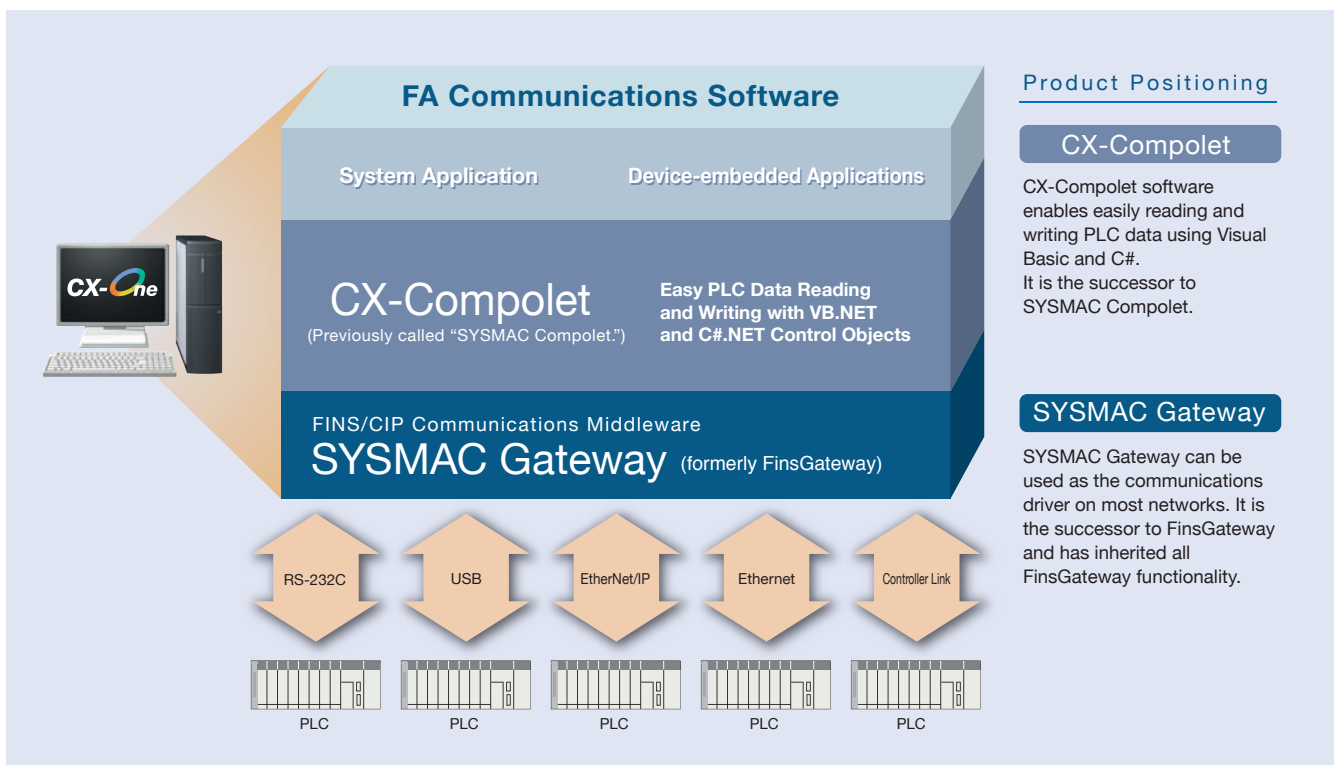 FA Communications Software
System Application
Device-embedded Applications
CX-One
CX-Compolet
(Previously called “SYSMAC Compolet.”)
Easy PLC Data Reading
and Writing with VB.NET
and C#.NET Control Objects
FINS/CIP Communications Middleware
SYSMAC Gateway (formerly FinsGateway)
RS-232C
USB
EtherNet/IP
Ethernet
Controller Link
PLC
PLC
PLC
PLC
PLC
Product Positioning
CX-Compolet
CX-Compolet software
enables easily reading and
writing PLC data using Visual
Basic and C#.
It is the successor to
SYSMAC Compolet.
SYSMAC Gateway
SYSMAC Gateway can be
used as the communications
driver on most networks. It is
the successor to FinsGateway
and has inherited all
FinsGateway functionality.